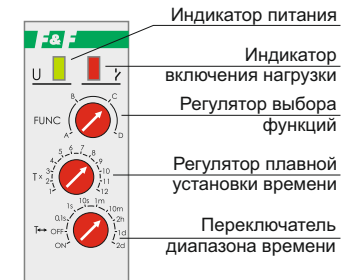 Индикатор питания
F&F
Индикатор
включения нагрузки
U
Регулятор выбора
функций
B C
FUNC
A D
Регулятор плавной
установки времени
5 6 7 8
4 9
3 10
T× 2 11
1 12
Переключатель
диапазона времени
10s 1m
1s 10m
0,1s 2h
T OFF 1d
ON 2d